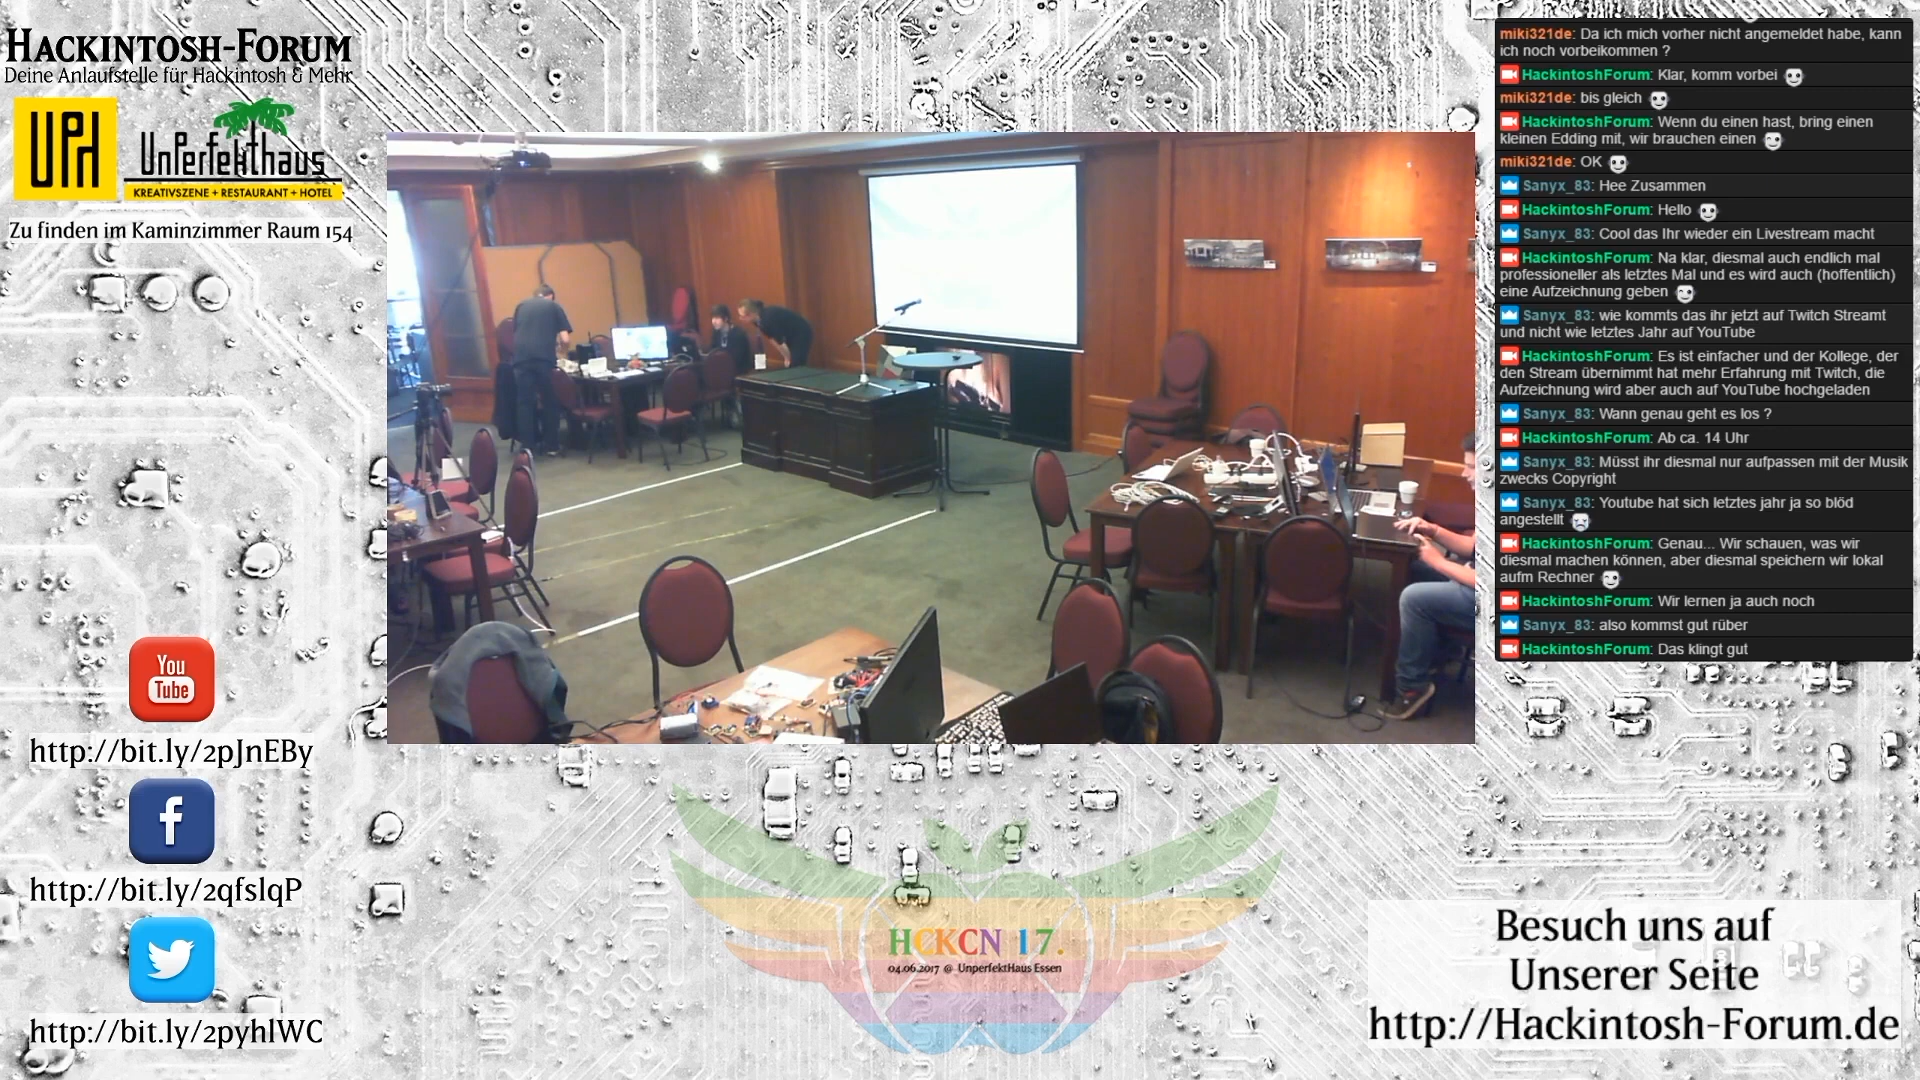 HACKINTOSH-FORUM
Deine Anlaufstelle für Hackintosh & Mehr
UPH
UnPerfekthaus
KREATIVSZENE + RESTAURANT + HOTEL
Zu finden im Kaminzimmer Raum 154
You
Tube
http://bit.ly/2pJnEBy
f
http://bit.ly/2qfslqP
http://bit.ly/2pyhlWC
miki321de: Da ich mich vorher nicht angemeldet habe, kann
ich noch vorbeikommen ?
HackintoshForum: Klar, komm vorbei
miki321de: bis gleich
HackintoshForum: Wenn du einen hast, bring einen
kleinen Edding mit, wir brauchen einen
miki321de: OK
Sanyx_83: Hee Zusammen
HackintoshForum: Hello
Sanyx_83: Cool das Ihr wieder ein Livestream macht
HackintoshForum: Na klar, diesmal auch endlich mal
professioneller als letztes Mal und es wird auch (hoffentlich)
eine Aufzeichnung geben
Sanyx_83: wie kommts das ihr jetzt auf Twitch Streamt
und nicht wie letztes Jahr auf YouTube
HackintoshForum: Es ist einfacher und der Kollege, der
den Stream übernimmt hat mehr Erfahrung mit Twitch, die
Aufzeichnung wird aber auch auf YouTube hochgeladen
Sanyx_83: Wann genau geht es los ?
HackintoshForum: Ab ca. 14 Uhr
Sanyx_83: Müsst ihr diesmal nur aufpassen mit der Musik
zwecks Copyright
Sanyx_83: Youtube hat sich letztes jahr ja so blöd
angestellt
HackintoshForum: Genau... Wir schauen, was wir
diesmal machen können, aber diesmal speichern wir lokal
aufm Rechner
HackintoshForum: Wir lernen ja auch noch
Sanyx_83: also kommst gut rüber
HackintoshForum: Das klingt gut
HCKCN 17.
04.06.2017 @ UnperfektHaus Essen
Besuch uns auf
Unserer Seite
http://Hackintosh-Forum.de